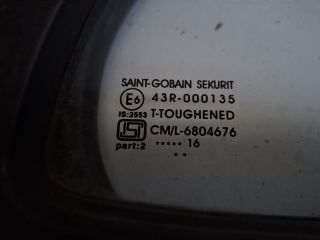 SAINT-GOBAIN SEKURIT
E6 43R-000135
IS:2553 T-TOUGHENED
ISI CM/L-6804676
part:2 ••••• 16
••